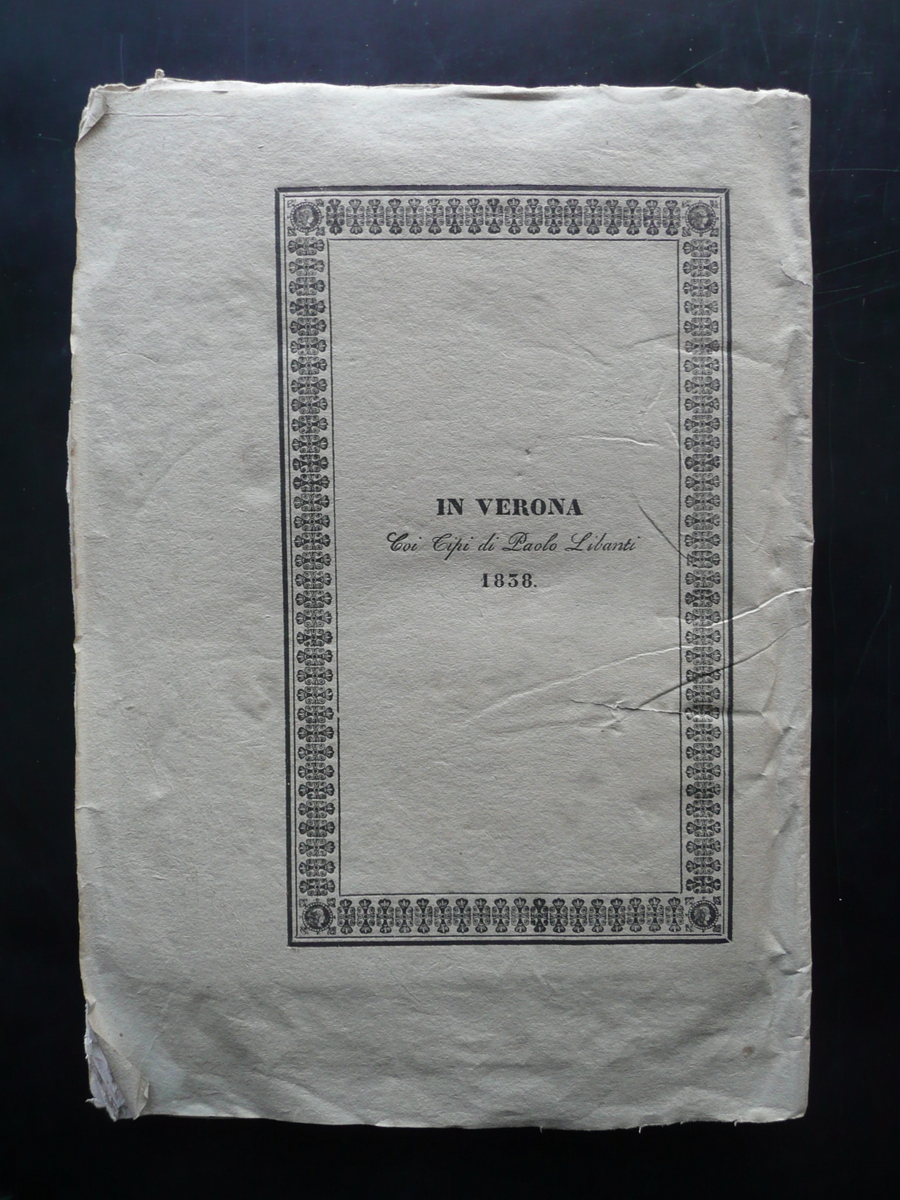 IN VERONA
Coi Tipi di Paolo Libanti
1838.